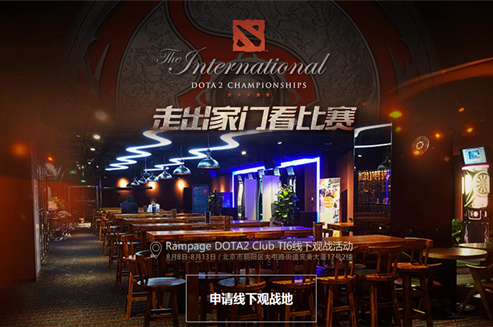 The
International
DOTA2 CHAMPIONSHIPS
走出家门看比赛
Rampage DOTA2 Club TI6线下观战活动
8月8日-8月13日 / 北京市朝阳区大屯路街道完美大厦17号2楼
申请线下观战地